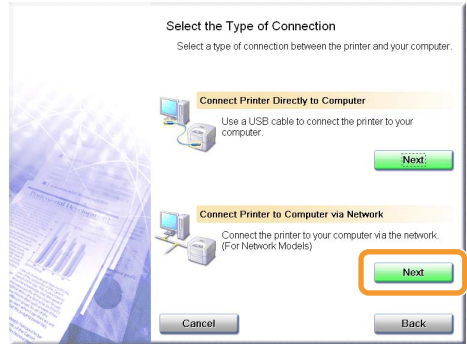 Select the Type of Connection
Select a type of connection between the printer and your computer.
Connect Printer Directly to Computer
Use a USB cable to connect the printer to your
computer.
Next
Connect Printer to Computer via Network
Connect the printer to your computer via the network.
(For Network Models)
Next
Cancel
Back